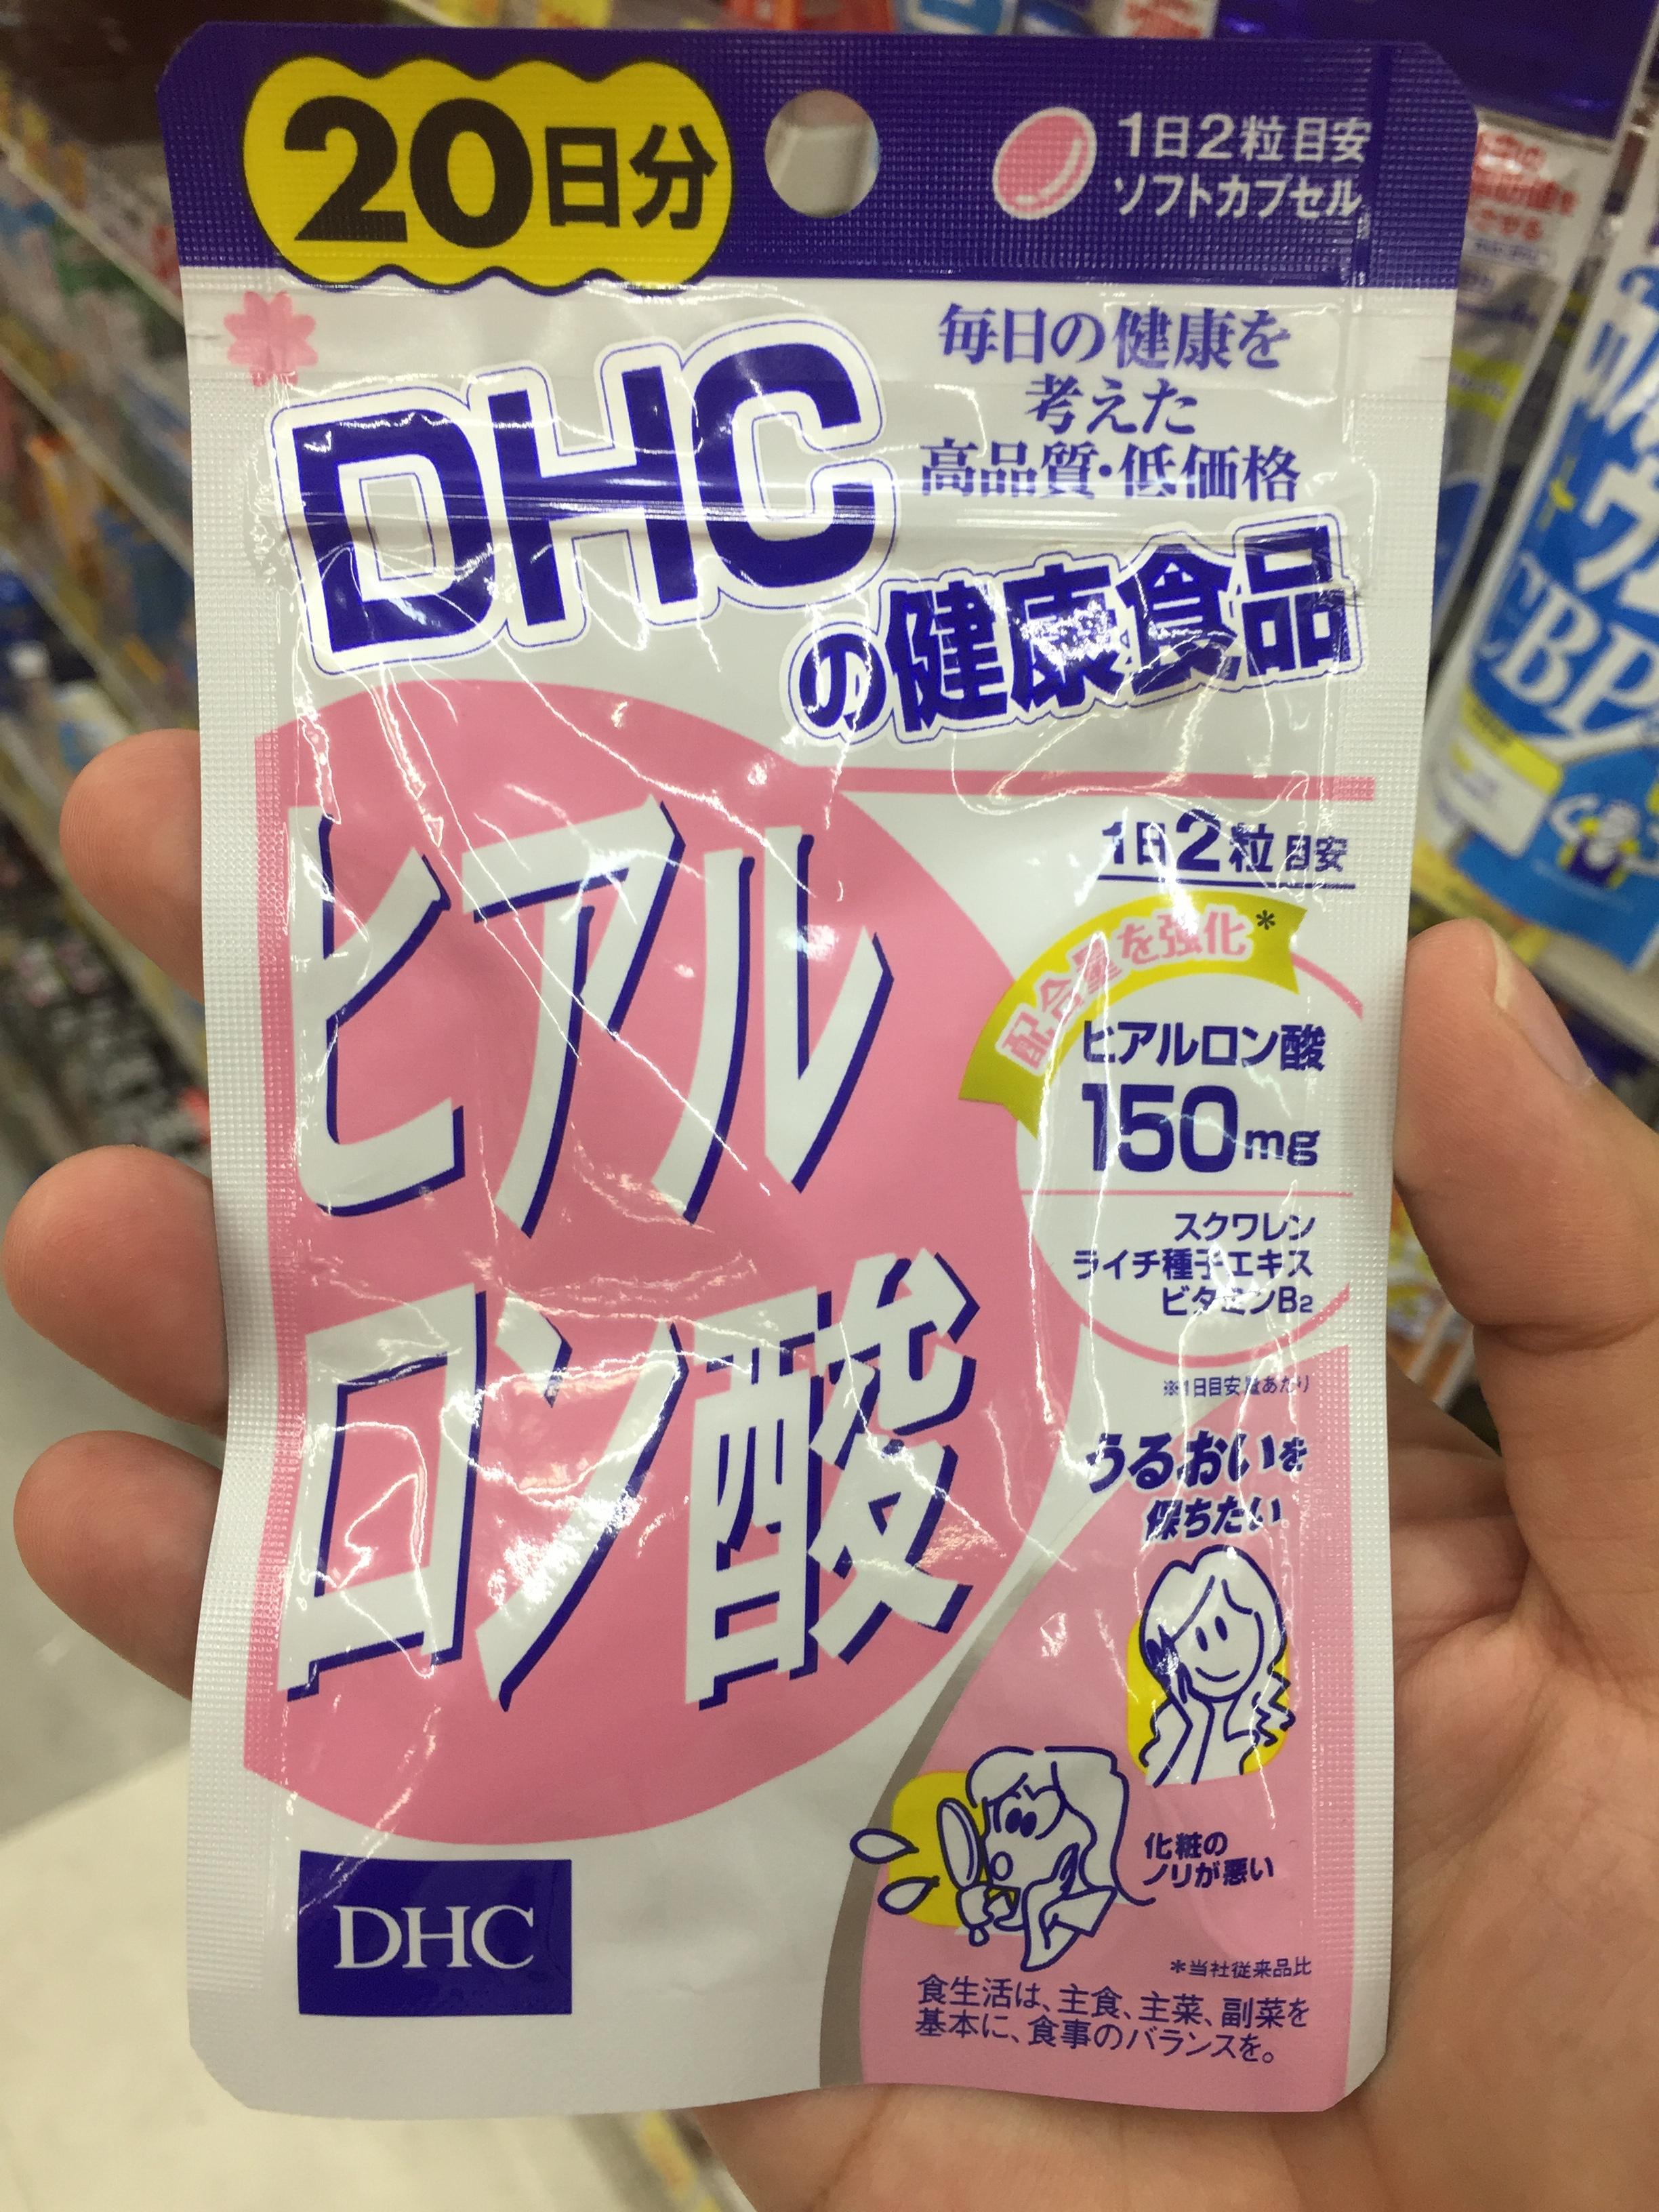 20日分
1日2粒目安
ソフトカプセル
毎日の健康を
考えた
高品質・低価格
DHC
の健康食品
1日2粒目安
配合量を強化*
ヒアルロン酸
150mg
スクワレン
ライチ種子エキス
ビタミンB2
※1日目安量あたり
ヒアル
ロン酸
うるおいを
保ちたい
化粧の
ノリが悪い
DHC
*当社従来品比
食生活は、主食、主菜、副菜を
基本に、食事のバランスを。
CBP